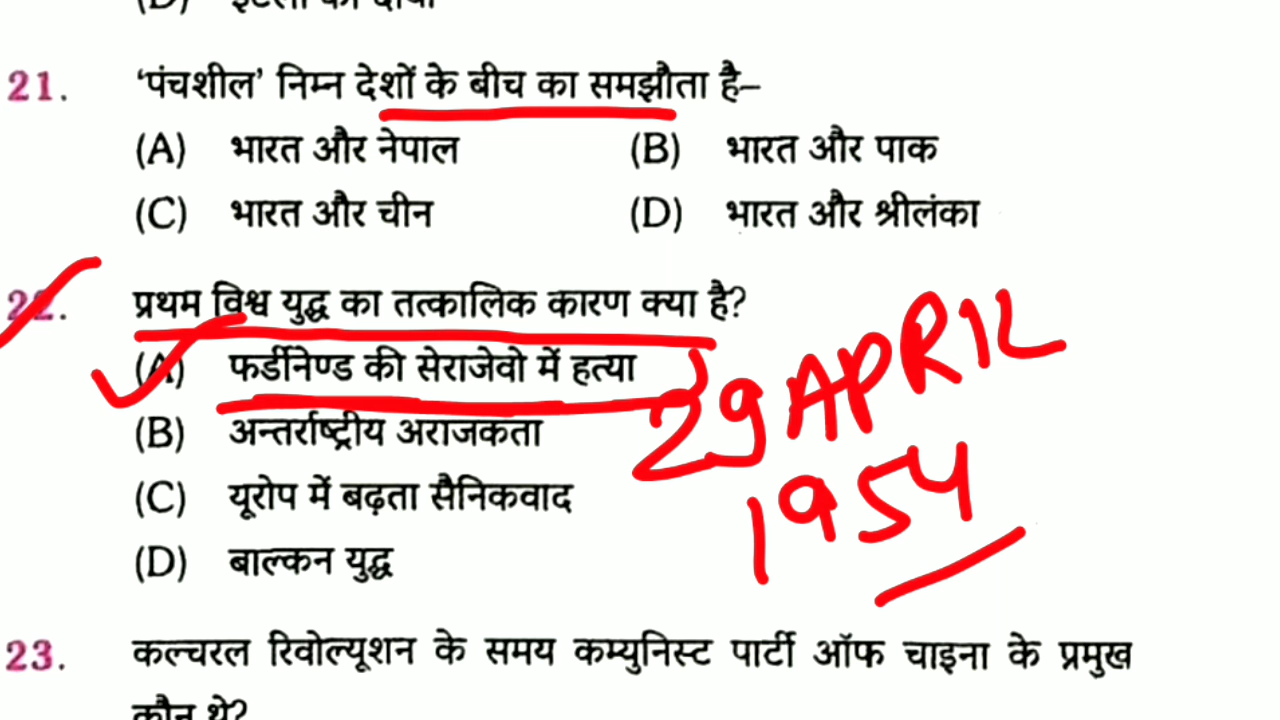 21. 'पंचशील' निम्न देशों के बीच का समझौता है–
(A) भारत और नेपाल (B) भारत और पाक
(C) भारत और चीन (D) भारत और श्रीलंका
22. प्रथम विश्व युद्ध का तत्कालिक कारण क्या है?
(A) फर्डीनेण्ड की सेराजेवो में हत्या
29 APRIL
(B) अन्तर्राष्ट्रीय अराजकता
1954
(C) यूरोप में बढ़ता सैनिकवाद
(D) बाल्कन युद्ध
23. कल्चरल रिवोल्यूशन के समय कम्युनिस्ट पार्टी ऑफ चाइना के प्रमुख
कौन थे?